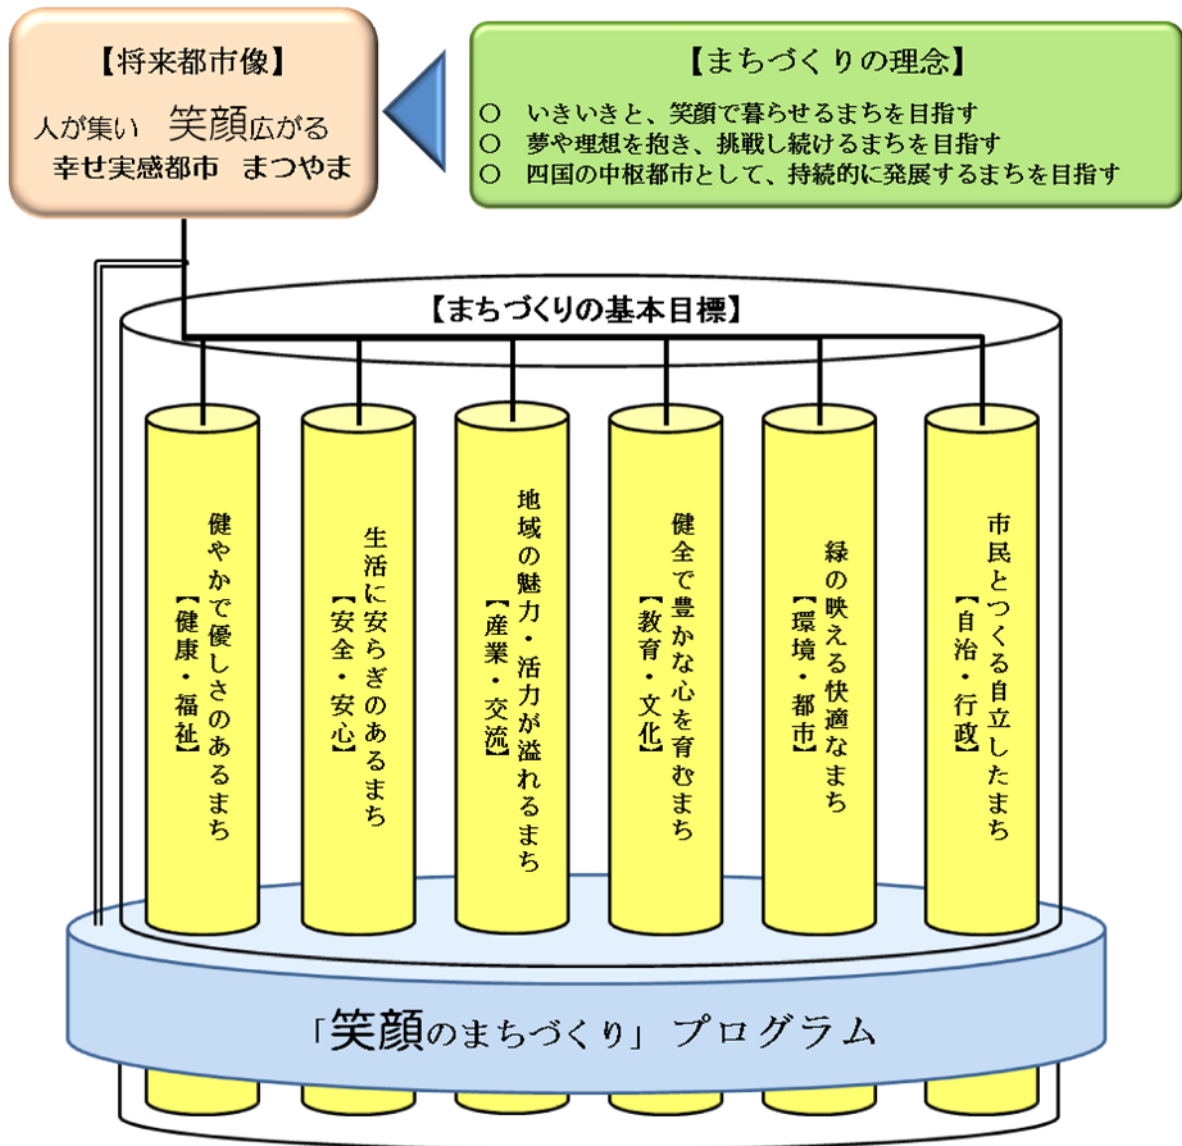 【将来都市像】
人が集い　笑顔広がる
幸せ実感都市　まつやま
【まちづくりの理念】
○　いきいきと、笑顔で暮らせるまちを目指す
○　夢や理想を抱き、挑戦し続けるまちを目指す
○　四国の中枢都市として、持続的に発展するまちを目指す
【まちづくりの基本目標】
健やかで優しさのあるまち
【健康・福祉】
生活に安らぎのあるまち
【安全・安心】
地域の魅力・活力が溢れるまち
【産業・交流】
健全で豊かな心を育むまち
【教育・文化】
緑の映える快適なまち
【環境・都市】
市民とつくる自立したまち
【自治・行政】
「笑顔のまちづくり」プログラム